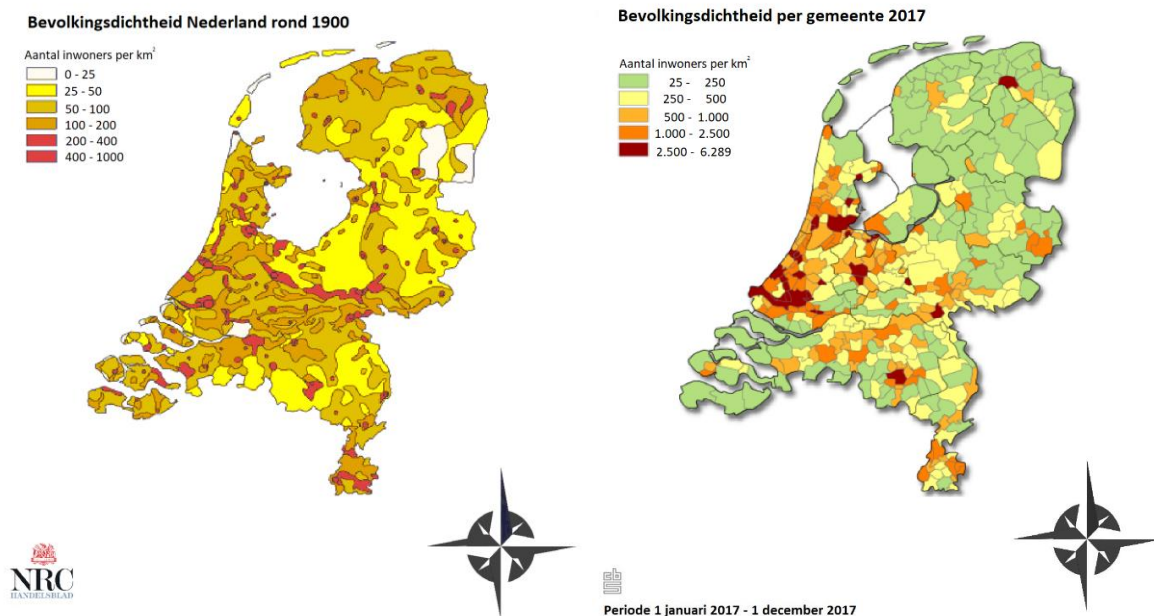 Bevolkingsdichtheid Nederland rond 1900
Aantal inwoners per km²
0 - 25
25 - 50
50 - 100
100 - 200
200 - 400
400 - 1000
NRC
HANDELSBLAD
Bevolkingsdichtheid per gemeente 2017
Aantal inwoners per km²
25 - 250
250 - 500
500 - 1.000
1.000 - 2.500
2.500 - 6.289
cbs
Periode 1 januari 2017 - 1 december 2017